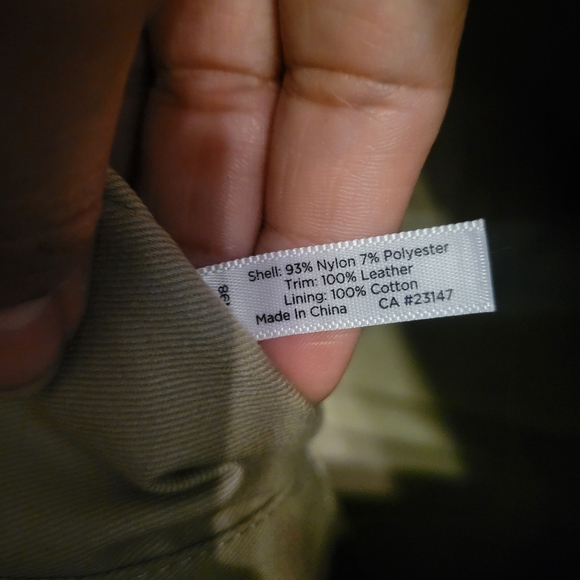 Shell: 93% Nylon 7% Polyester
Trim: 100% Leather
Lining: 100% Cotton
Made In China CA #23147